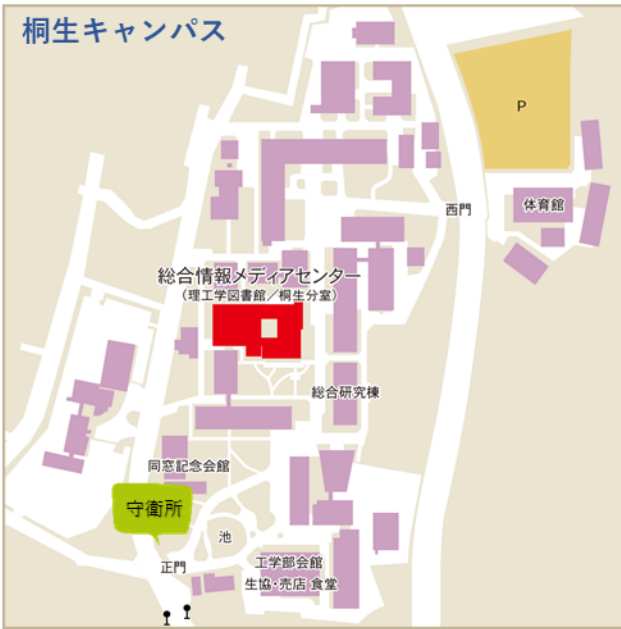 桐生キャンパス
P
体育館
西門
総合情報メディアセンター
(理工学図書館／桐生分室)
総合研究棟
同窓記念会館
守衛所
池
正門
工学部会館
生協・売店 食堂